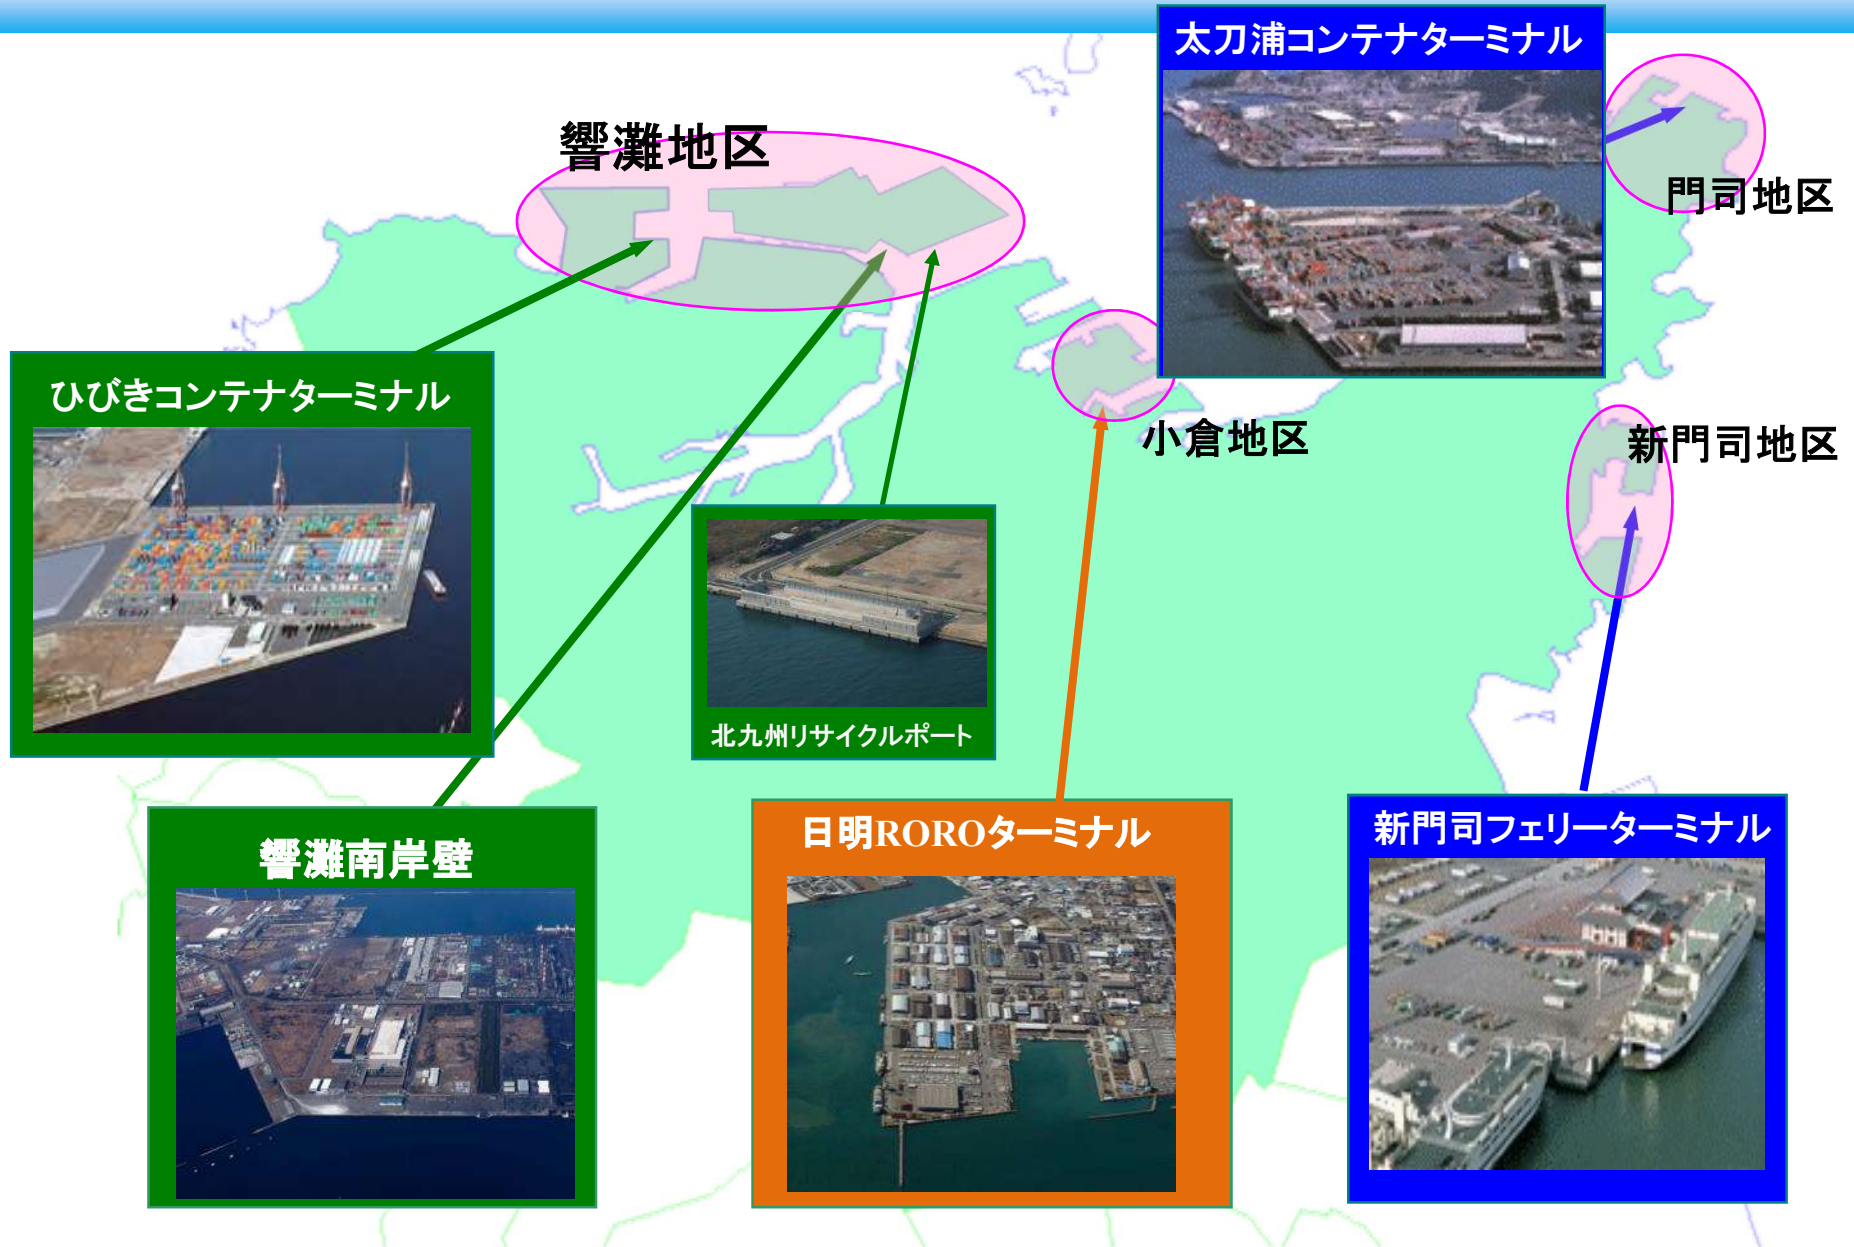 太刀浦コンテナターミナル
響灘地区
門司地区
ひびきコンテナターミナル
小倉地区
新門司地区
北九州リサイクルポート
響灘南岸壁
日明ROROターミナル
新門司フェリーターミナル